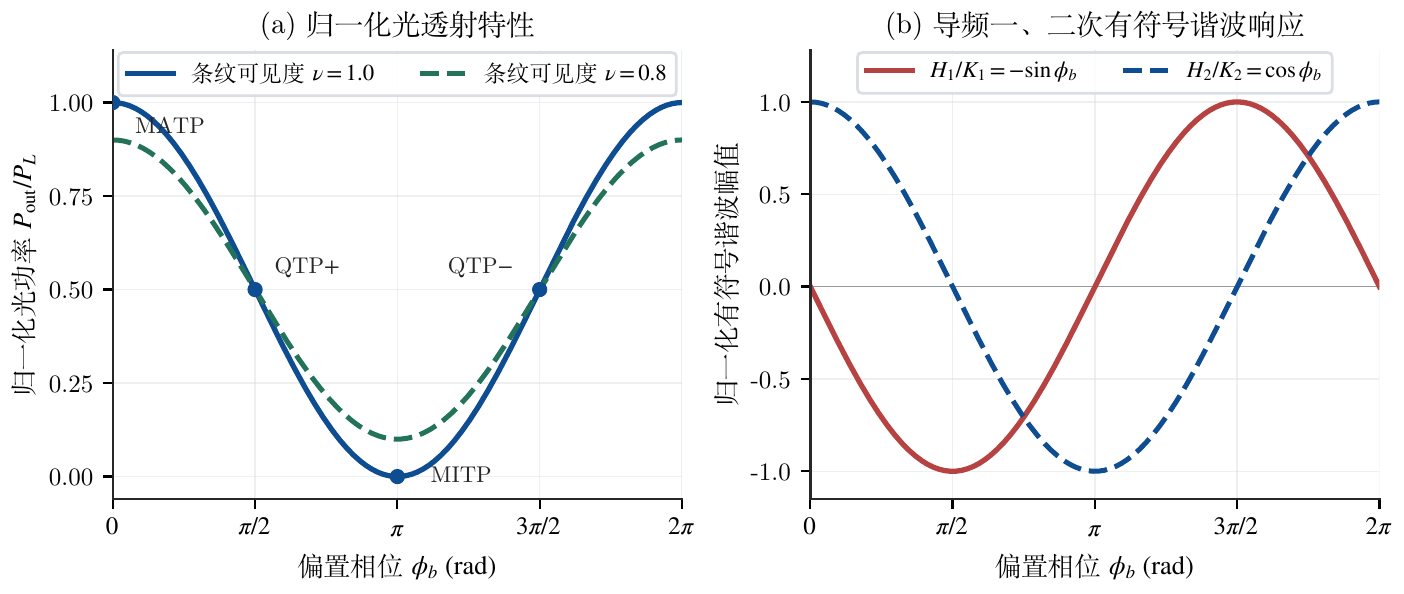 (a) 归一化光透射特性
条纹可见度 ν=1.0
条纹可见度 ν=0.8
归一化光功率 P_out/P_L
1.00
0.75
0.50
0.25
0.00
MATP
QTP+
QTP−
MITP
0
π/2
π
3π/2
2π
偏置相位 ϕ_b (rad)
(b) 导频一、二次有符号谐波响应
H_1/K_1=−sin ϕ_b
H_2/K_2=cos ϕ_b
归一化有符号谐波幅值
1.0
0.5
0.0
-0.5
-1.0
0
π/2
π
3π/2
2π
偏置相位 ϕ_b (rad)